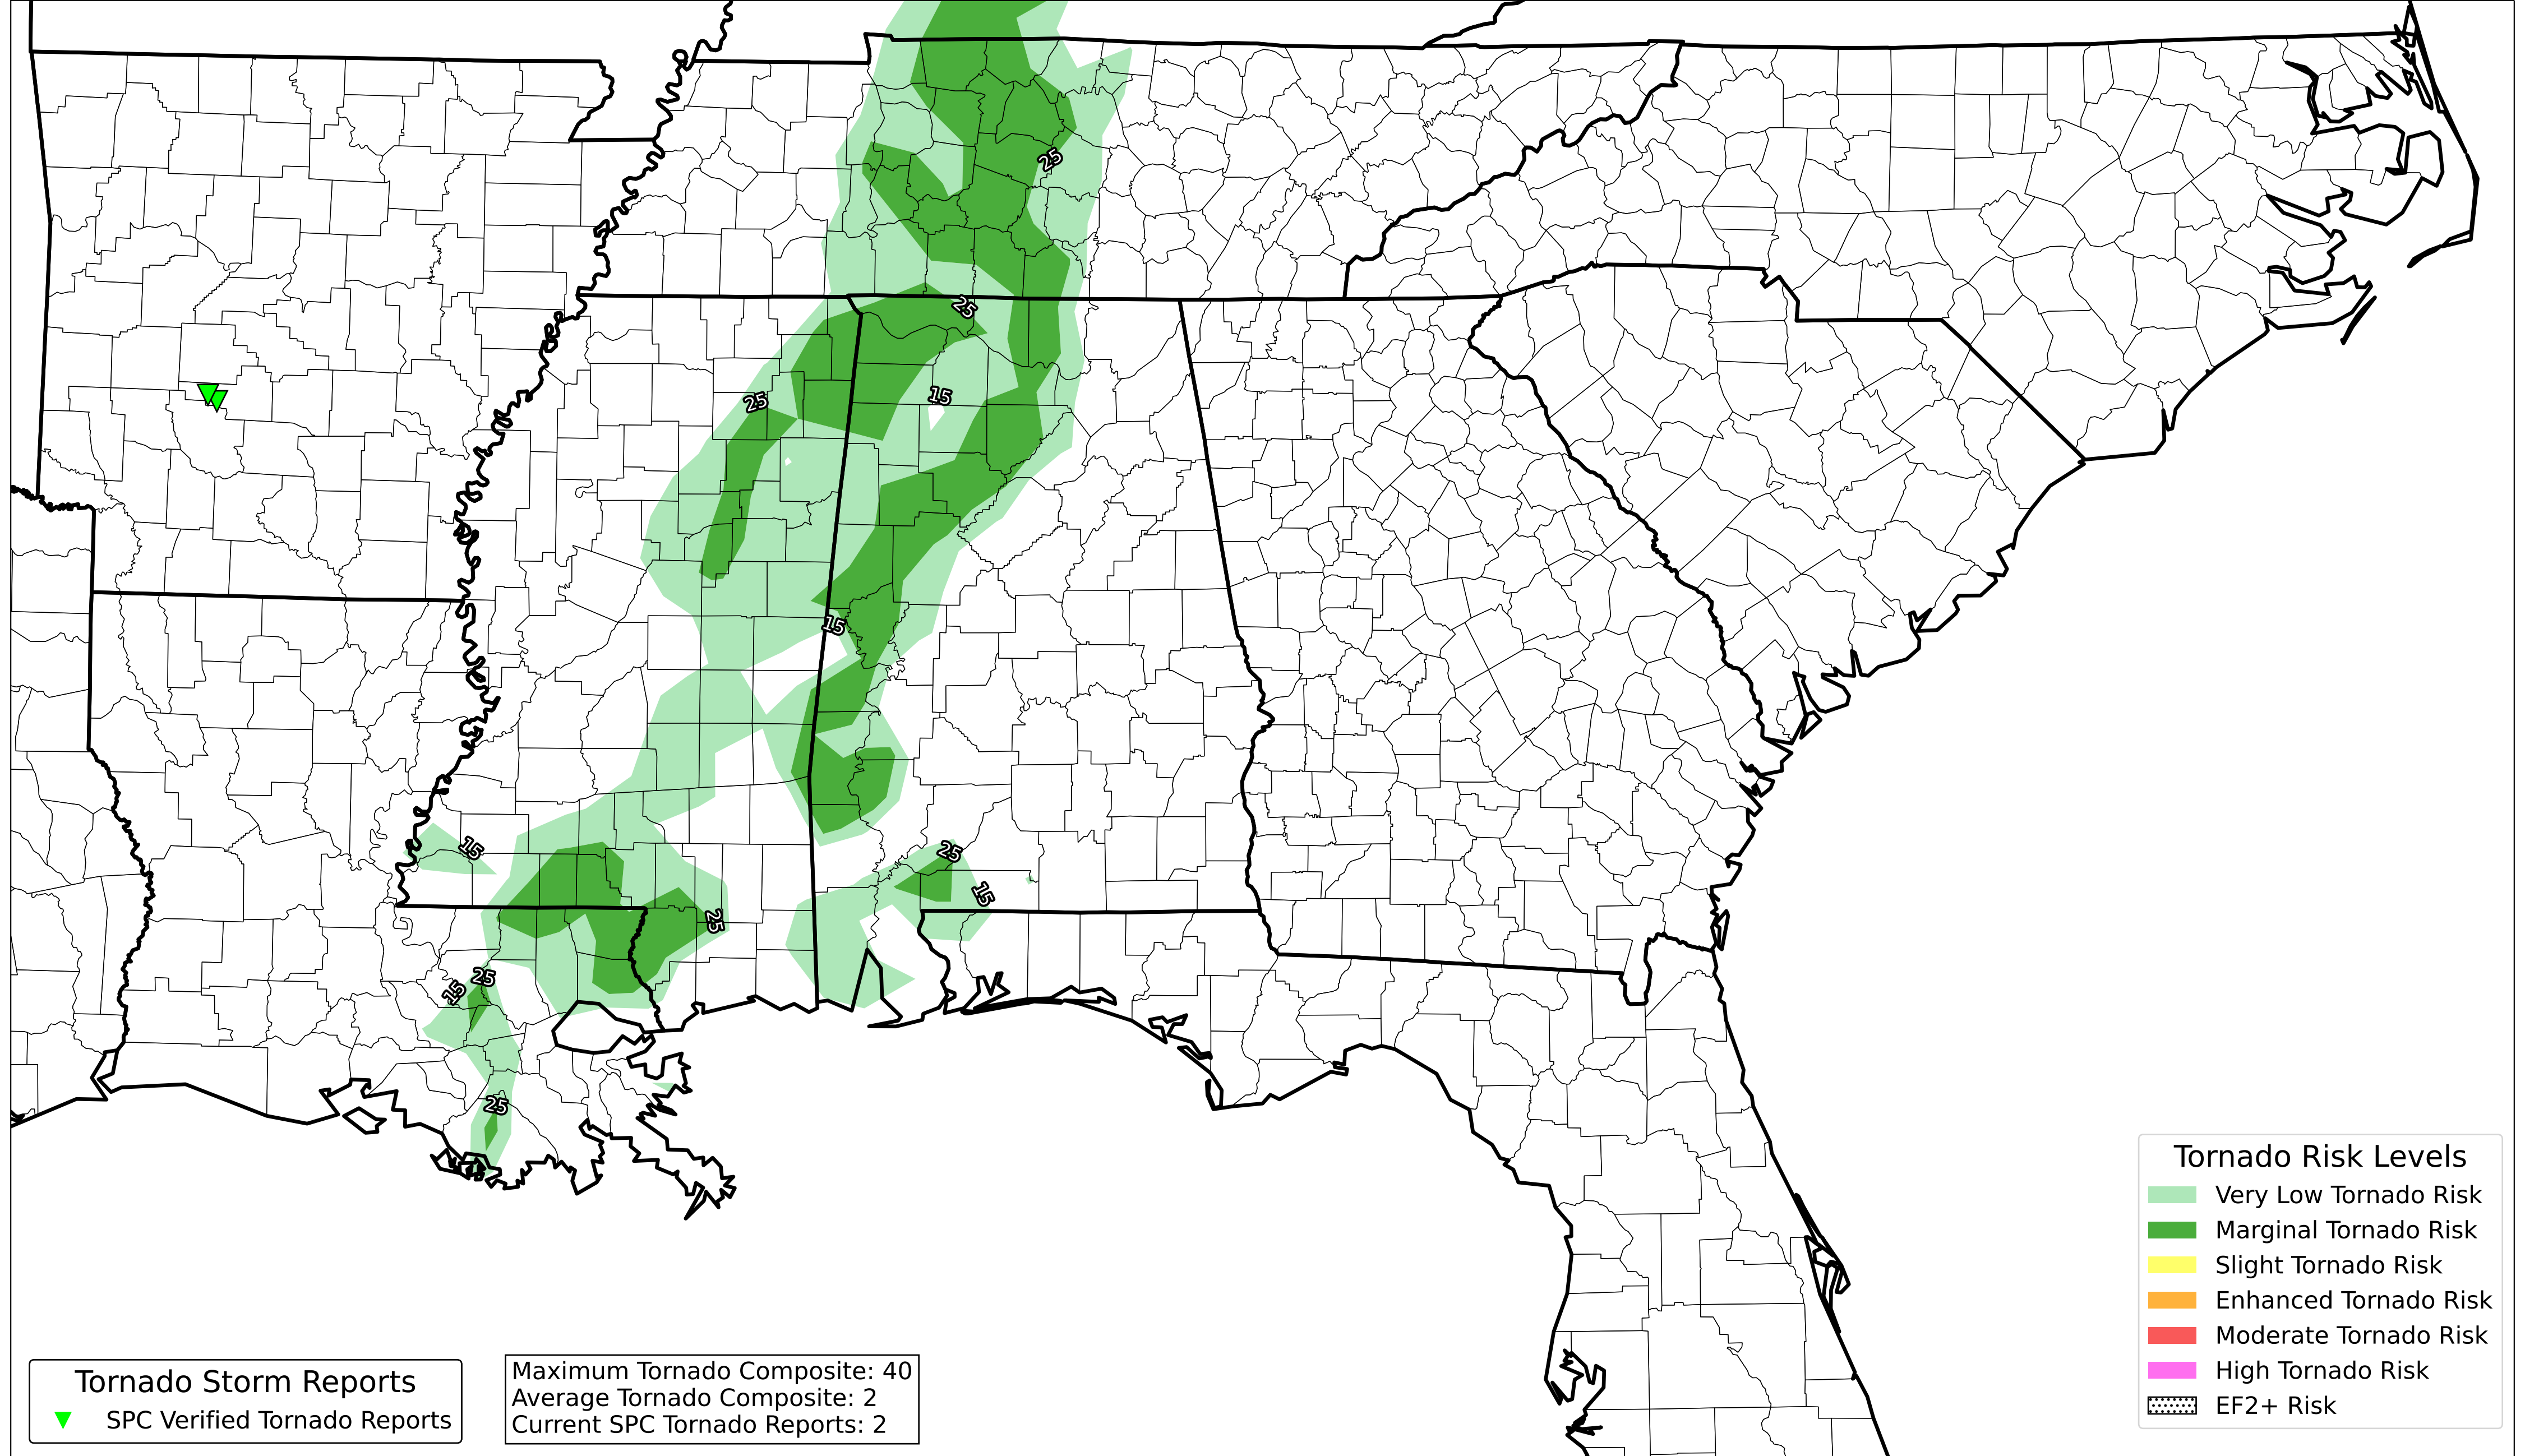 25
25
15
25
15
15
25
15
25
25
15
25
Tornado Risk Levels
Very Low Tornado Risk
Marginal Tornado Risk
Slight Tornado Risk
Enhanced Tornado Risk
Moderate Tornado Risk
High Tornado Risk
EF2+ Risk
Tornado Storm Reports
SPC Verified Tornado Reports
Maximum Tornado Composite: 40
Average Tornado Composite: 2
Current SPC Tornado Reports: 2